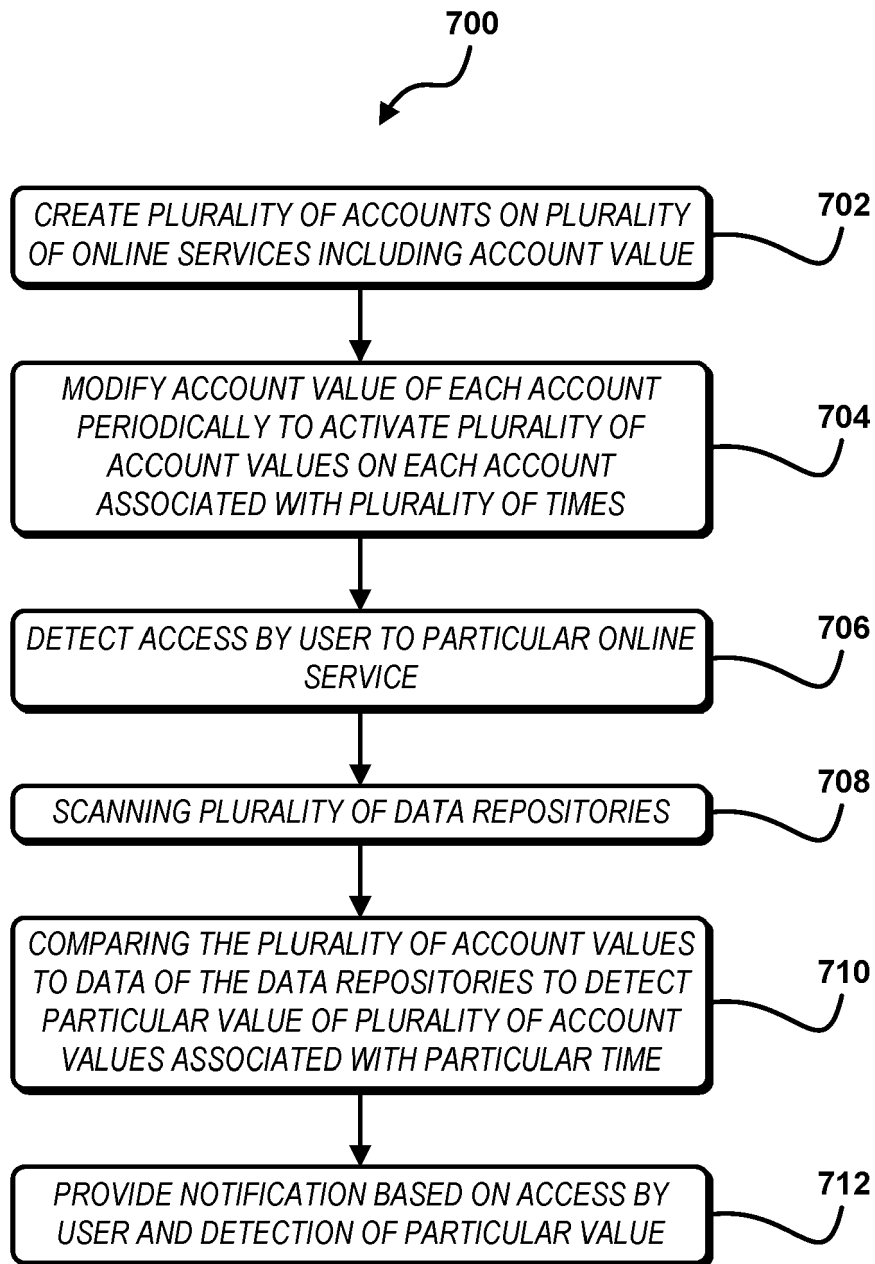 700
CREATE PLURALITY OF ACCOUNTS ON PLURALITY
OF ONLINE SERVICES INCLUDING ACCOUNT VALUE
702
MODIFY ACCOUNT VALUE OF EACH ACCOUNT
PERIODICALLY TO ACTIVATE PLURALITY OF
ACCOUNT VALUES ON EACH ACCOUNT
ASSOCIATED WITH PLURALITY OF TIMES
704
DETECT ACCESS BY USER TO PARTICULAR ONLINE
SERVICE
706
SCANNING PLURALITY OF DATA REPOSITORIES
708
COMPARING THE PLURALITY OF ACCOUNT VALUES
TO DATA OF THE DATA REPOSITORIES TO DETECT
PARTICULAR VALUE OF PLURALITY OF ACCOUNT
VALUES ASSOCIATED WITH PARTICULAR TIME
710
PROVIDE NOTIFICATION BASED ON ACCESS BY
USER AND DETECTION OF PARTICULAR VALUE
712